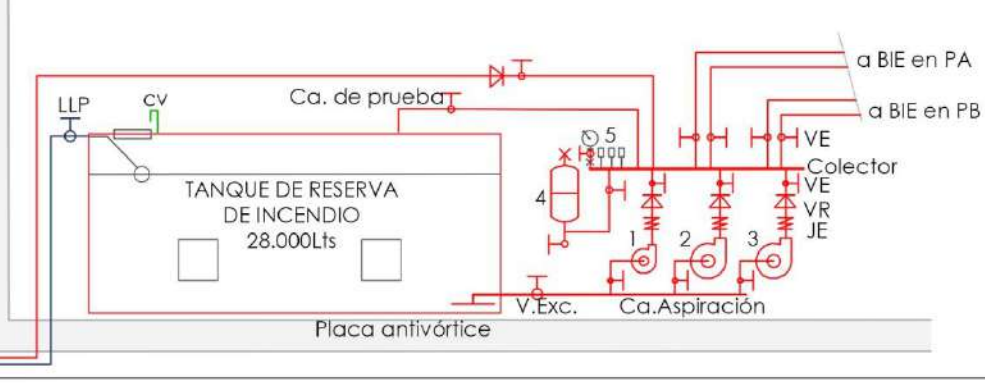 a BIE en PA
LLP
cv
Ca. de prueba
a BIE en PB
5
VE
Colector
TANQUE DE RESERVA
DE INCENDIO
28.000Lts
4
VE
VR
JE
1
2
3
V.Exc.
Ca.Aspiración
Placa antivórtice